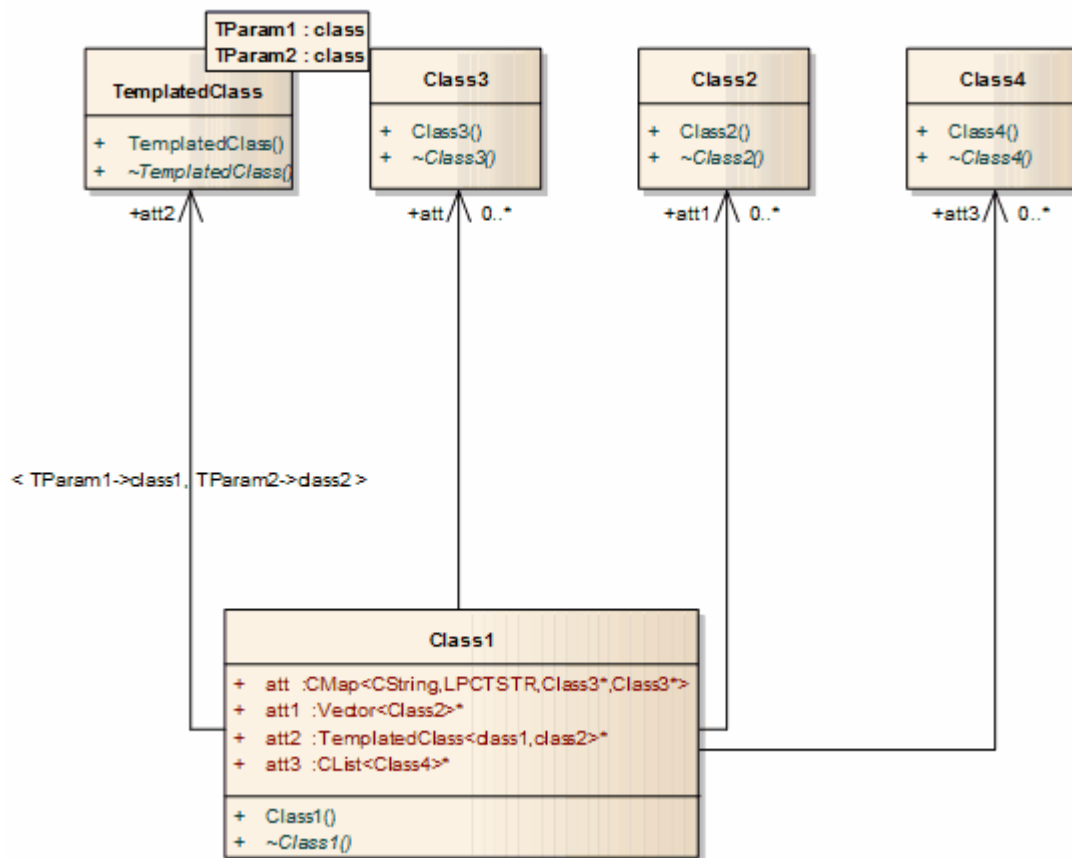 TParam1 : class
TParam2 : class
TemplatedClass
+ TemplatedClass()
+ ~TemplatedClass()
Class3
+ Class3()
+ ~Class3()
Class2
+ Class2()
+ ~Class2()
Class4
+ Class4()
+ ~Class4()
+att2
+att 0..*
+att1 0..*
+att3 0..*
< TParam1->class1, TParam2->class2 >
Class1
+ att :CMap<CString,LPCTSTR,Class3*,Class3*>
+ att1 :Vector<Class2>*
+ att2 :TemplatedClass<class1,class2>*
+ att3 :CList<Class4>*
+ Class1()
+ ~Class1()